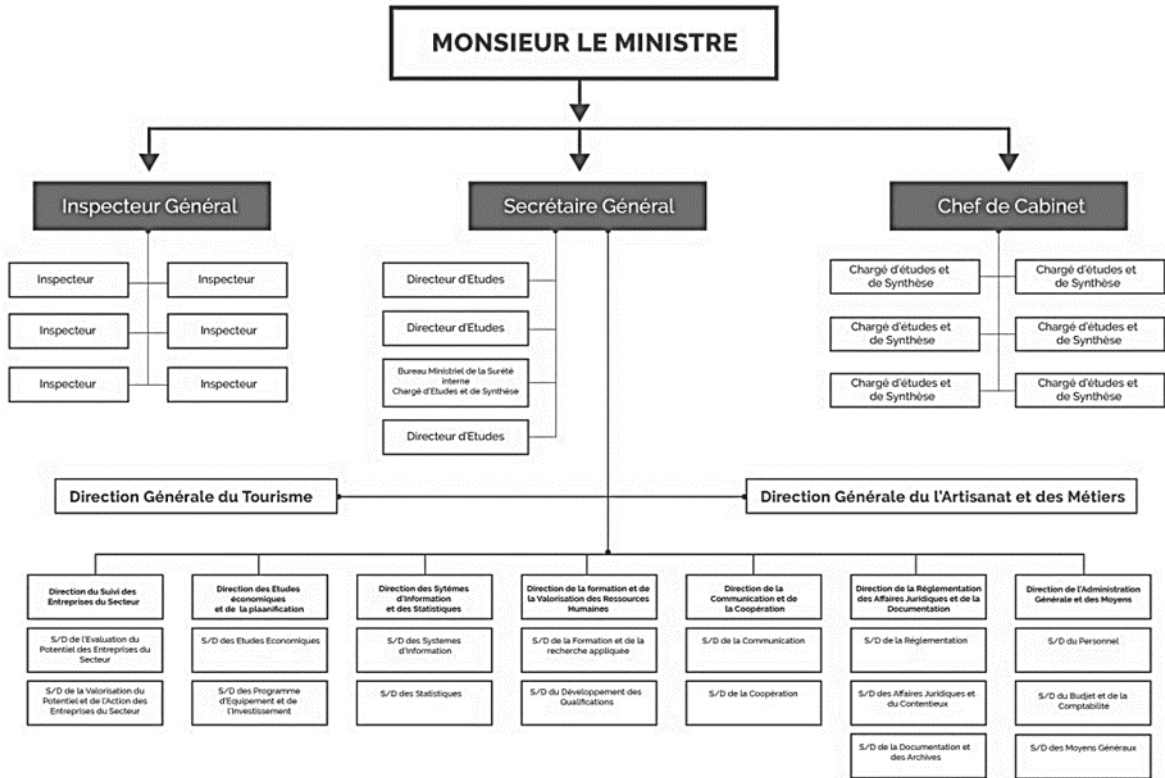 MONSIEUR LE MINISTRE
Inspecteur Général
Secrétaire Général
Chef de Cabinet
Inspecteur
Inspecteur
Inspecteur
Inspecteur
Inspecteur
Inspecteur
Directeur d'Etudes
Directeur d'Etudes
Bureau Ministriel de la Surété
interne
Chargé d'Etudes et de Synthèse
Directeur d'Etudes
Chargé d'études et
de Synthèse
Chargé d'études et
de Synthèse
Chargé d'études et
de Synthèse
Chargé d'études et
de Synthèse
Chargé d'études et
de Synthèse
Chargé d'études et
de Synthèse
Direction Générale du Tourisme
Direction Générale du l'Artisanat et des Métiers
Direction du Suivi des
Entreprises du Secteur
S/D de l'Evaluation du
Potentiel des Entreprises du
Secteur
S/D de la Valorisation du
Potentiel et de l'Action des
Entreprises du Secteur
Direction des Etudes
économiques
et de la plaanification
S/D des Etudes Economiques
S/D des Programme
d'Equipement et de
l'Investissement
Direction des Sytémes
d'Information
et des Statistiques
S/D des Systemes
d'Information
S/D des Statistiques
Direction de la formation et de
la Valorisation des Ressources
Humaines
S/D de la Formation et de la
recherche appliquée
S/D du Développement des
Qualifications
Direction de la
Communication et de
la Coopération
S/D de la Communication
S/D de la Coopération
Direction de la Réglementation
des Affaires Juridiques et de la
Documentation
S/D de la Réglementation
S/D des Affaires Juridiques et
du Contentieux
S/D de la Documentation et
des Archives
Direction de l'Administration
Générale et des Moyens
S/D du Personnel
S/D du Budjet et de la
Comptabilité
S/D des Moyens Généraux